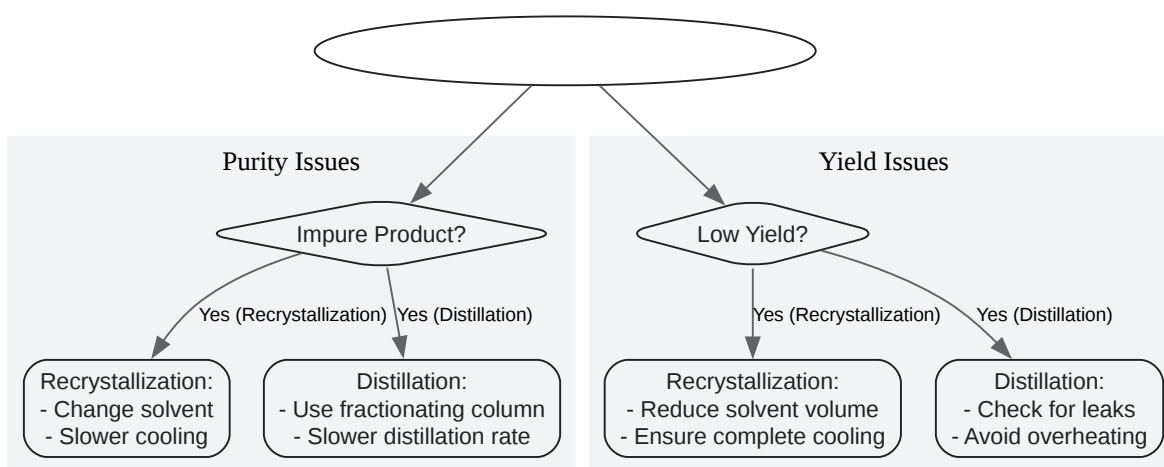 Purity Issues
Yield Issues
Impure Product?
Low Yield?
Yes (Recrystallization)
Yes (Distillation)
Yes (Recrystallization)
Yes (Distillation)
Recrystallization:
- Change solvent
- Slower cooling
Distillation:
- Use fractionating column
- Slower distillation rate
Recrystallization:
- Reduce solvent volume
- Ensure complete cooling
Distillation:
- Check for leaks
- Avoid overheating